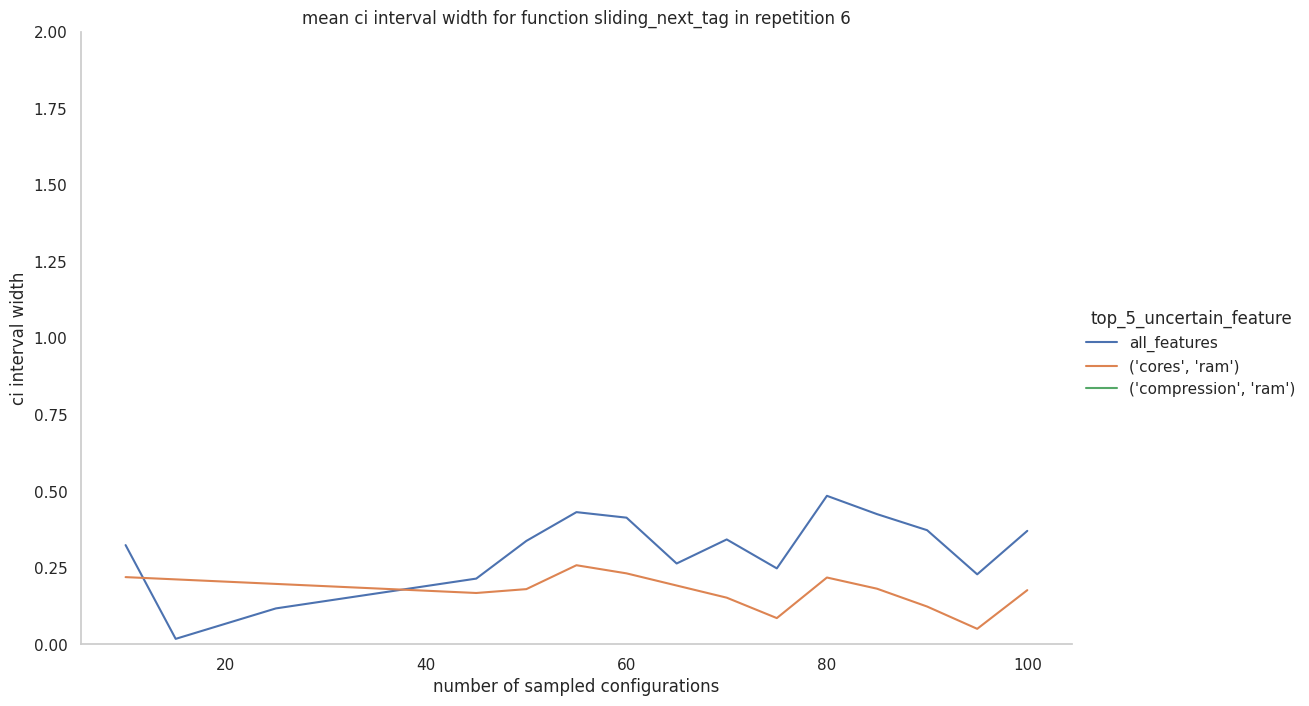 mean ci interval width for function sliding_next_tag in repetition 6
2.00
1.75
1.50
1.25
1.00
0.75
0.50
0.25
0.00
ci interval width
20 40 60 80 100
number of sampled configurations
top_5_uncertain_feature
all_features
('cores', 'ram')
('compression', 'ram')